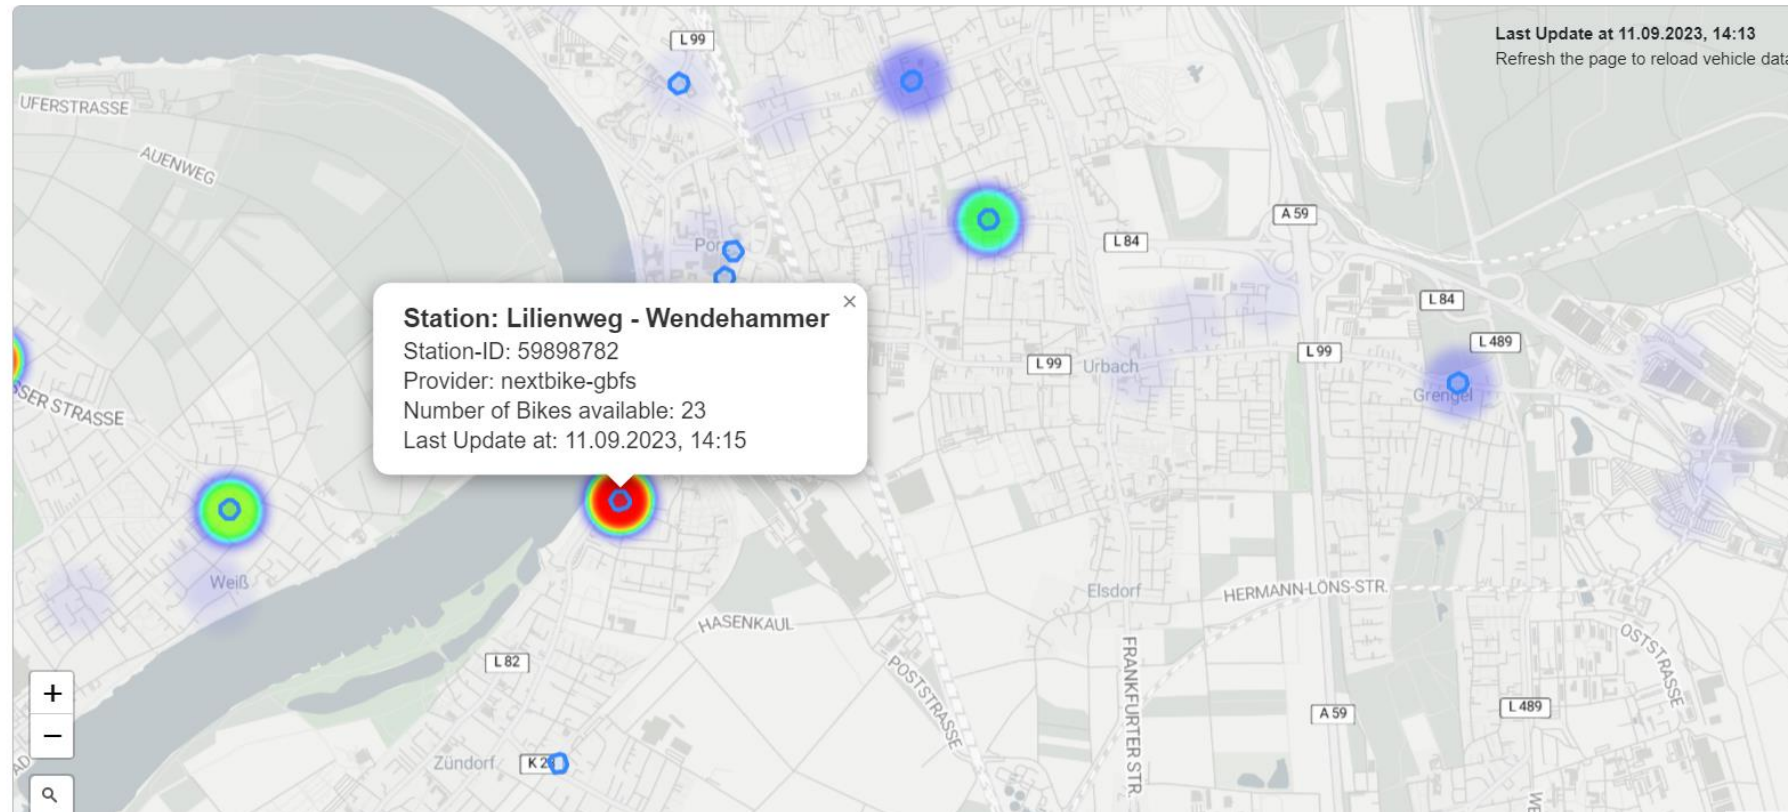 L 99
Last Update at 11.09.2023, 14:13
Refresh the page to reload vehicle data
UFERSTRASSE
AUENWEG
A 59
L 84
Station: Lilienweg - Wendehammer
×
Station-ID: 59898782
Provider: nextbike-gbfs
Number of Bikes available: 23
Last Update at: 11.09.2023, 14:15
L 84
L 489
L 99
L 99
Urbach
Grengel
SSER STRASSE
Weiß
Elsdorf
HERMANN-LÖNS-STR.
HASENKAUL
OSTSTRASSE
L 82
POSTSTRASSE
FRANKFURTER STR.
+
−
A 59
L 489
Zündorf